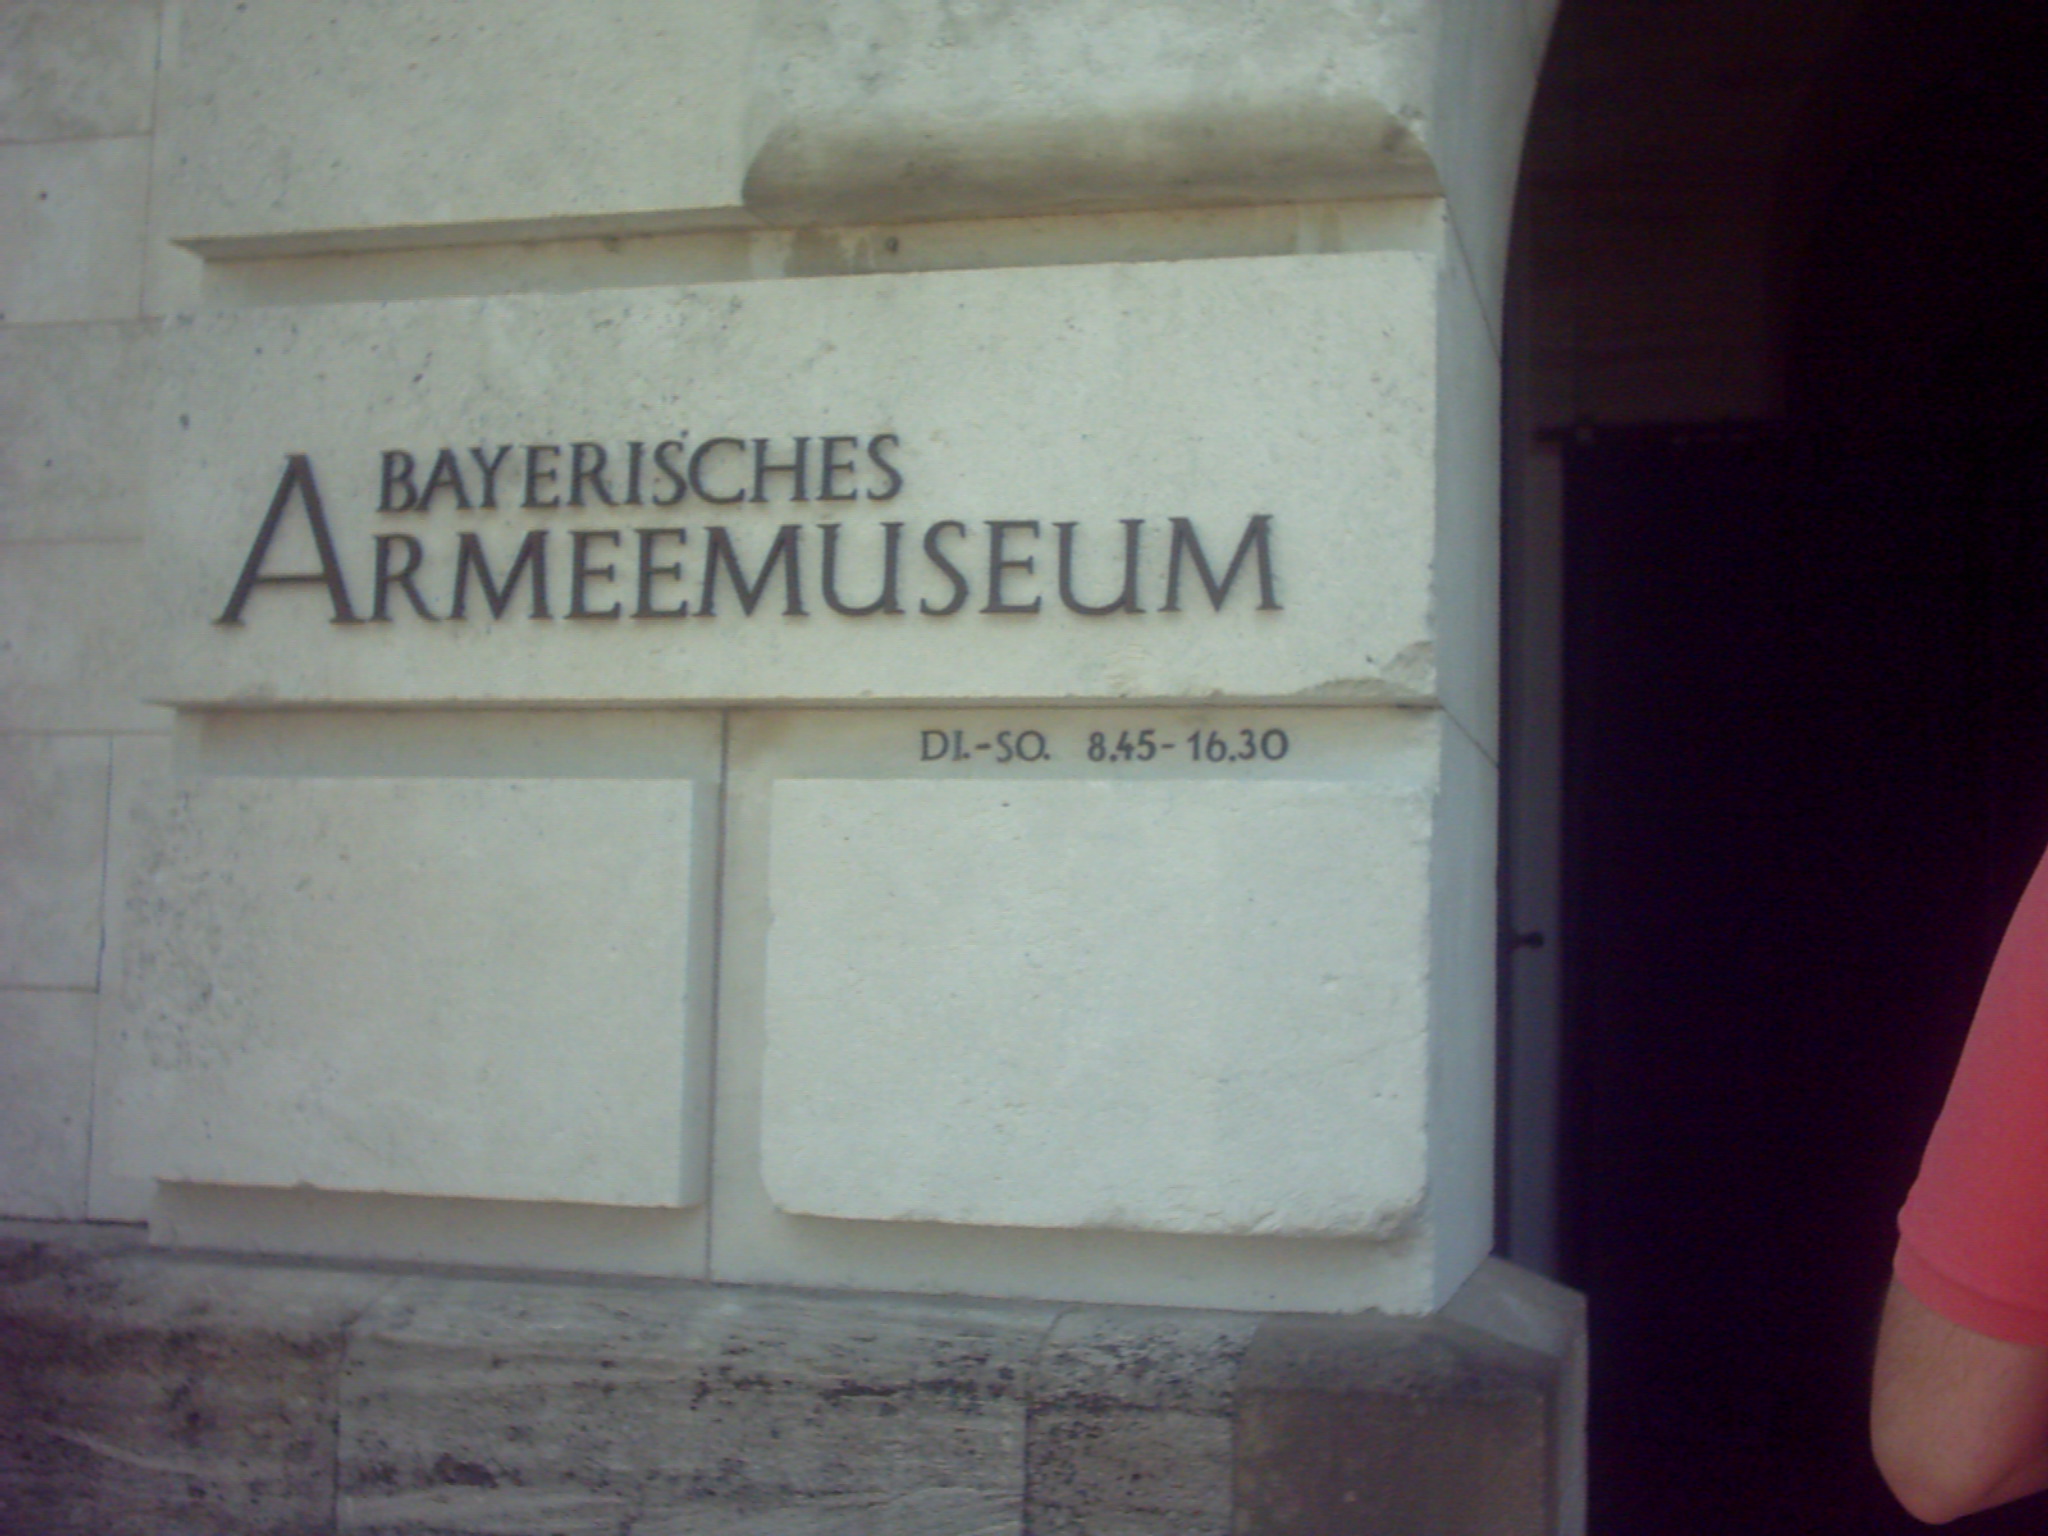 BAYERISCHES
ARMEEMUSEUM
DI.-SO. 8.45-16.30